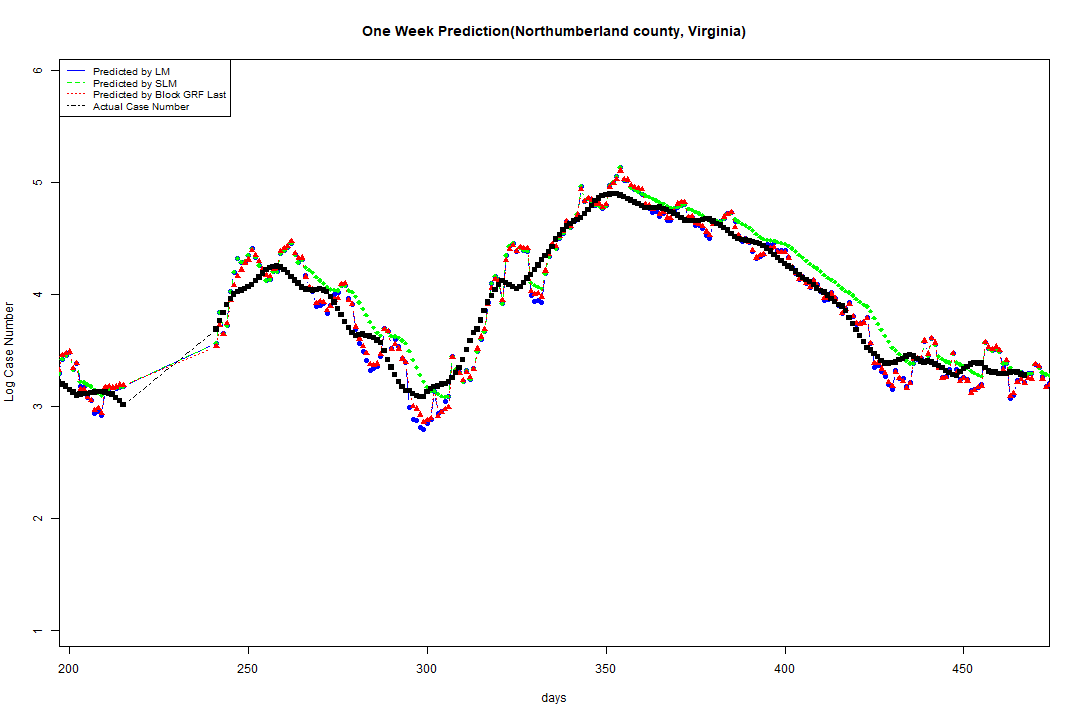 One Week Prediction(Northumberland county, Virginia)
Predicted by LM
Predicted by SLM
Predicted by Block GRF Last
Actual Case Number
Log Case Number
6
5
4
3
2
1
200 250 300 350 400 450
days